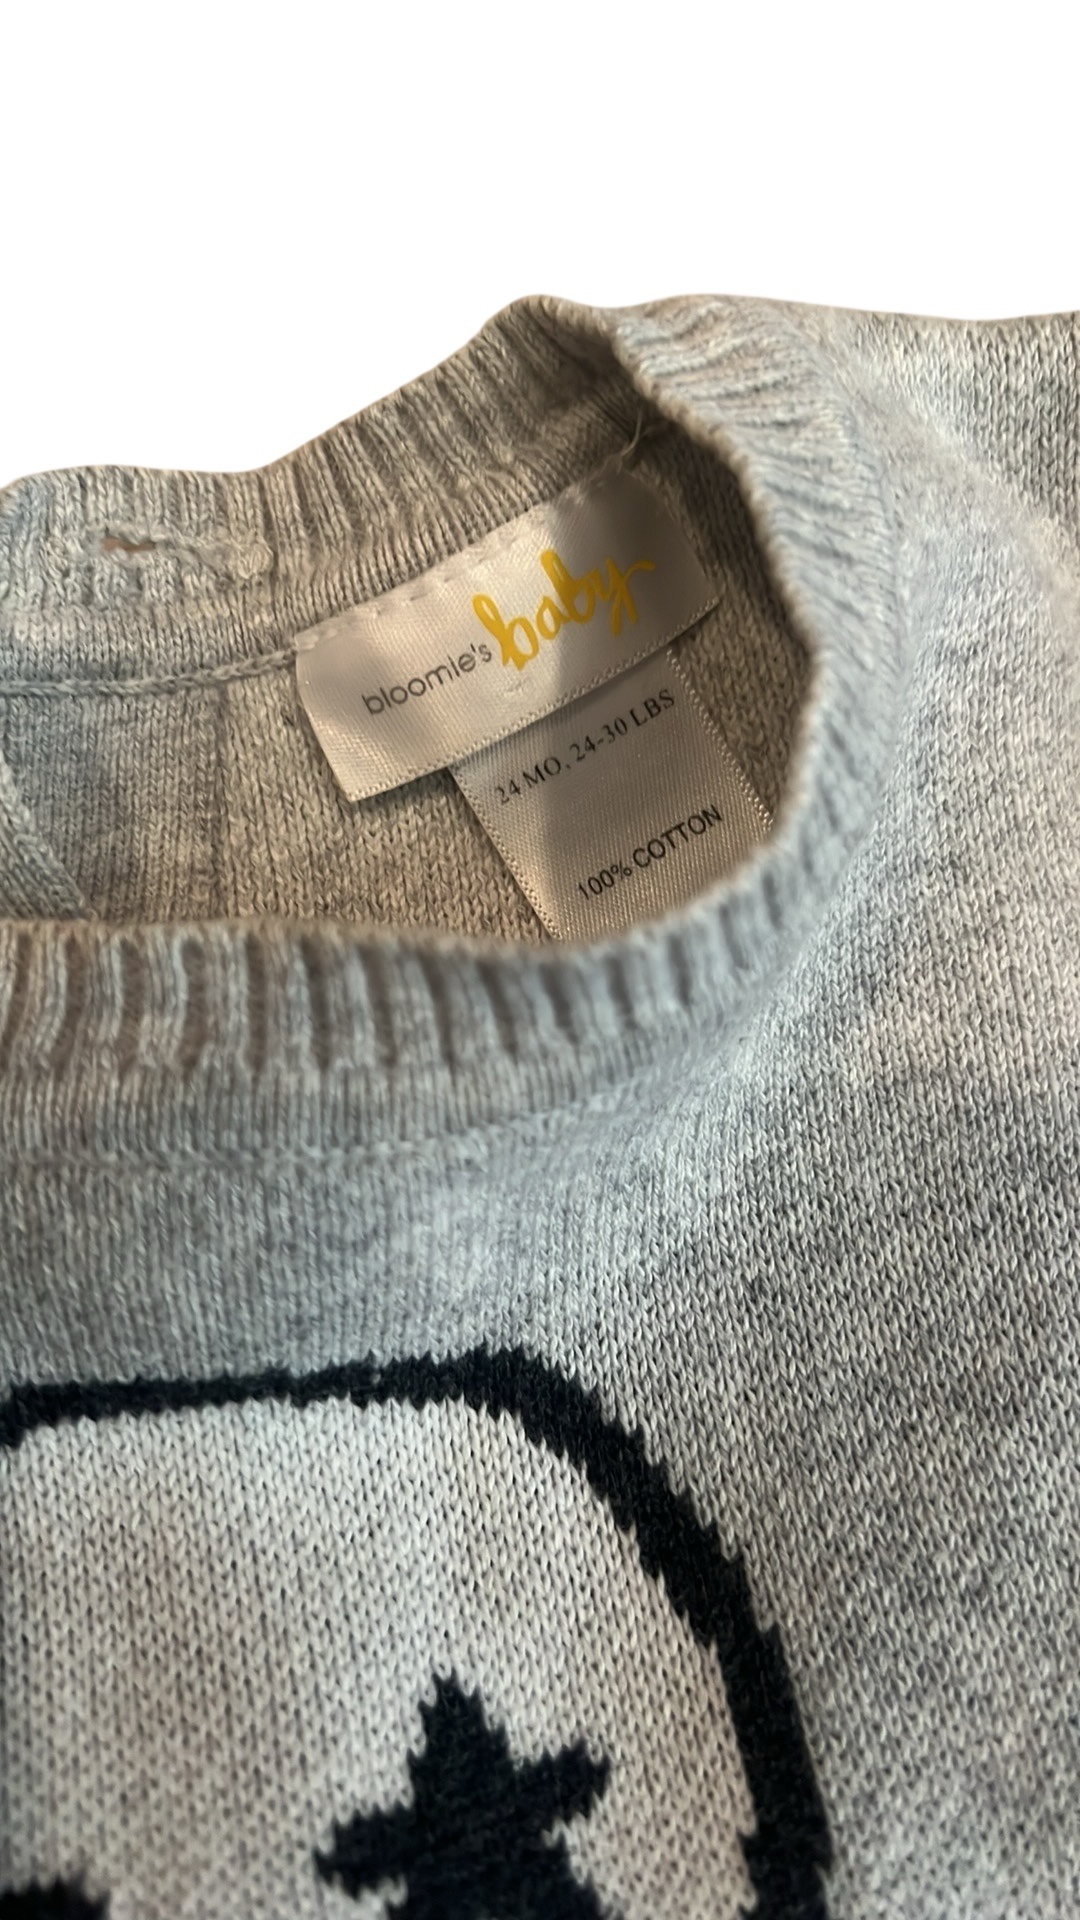 bloomie's baby
24 MO, 24-30 LBS
100% COTTON